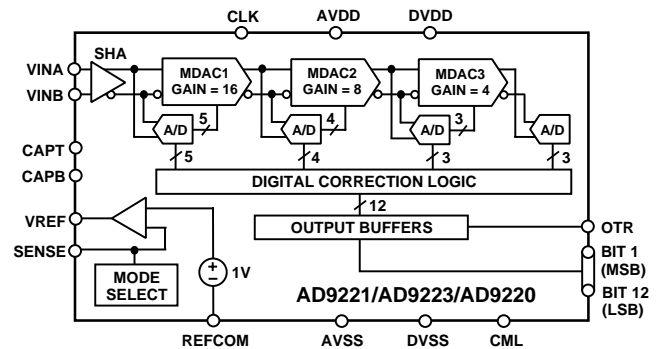 CLK AVDD DVDD
SHA
VINA
VINB
MDAC1
GAIN = 16
MDAC2
GAIN = 8
MDAC3
GAIN = 4
A/D
5
A/D
4
A/D
3
A/D
CAPT
5
4
3
3
CAPB
DIGITAL CORRECTION LOGIC
12
VREF
OUTPUT BUFFERS
OTR
SENSE
BIT 1
(MSB)
MODE
SELECT
+
–
1V
AD9221/AD9223/AD9220
BIT 12
(LSB)
REFCOM AVSS DVSS CML